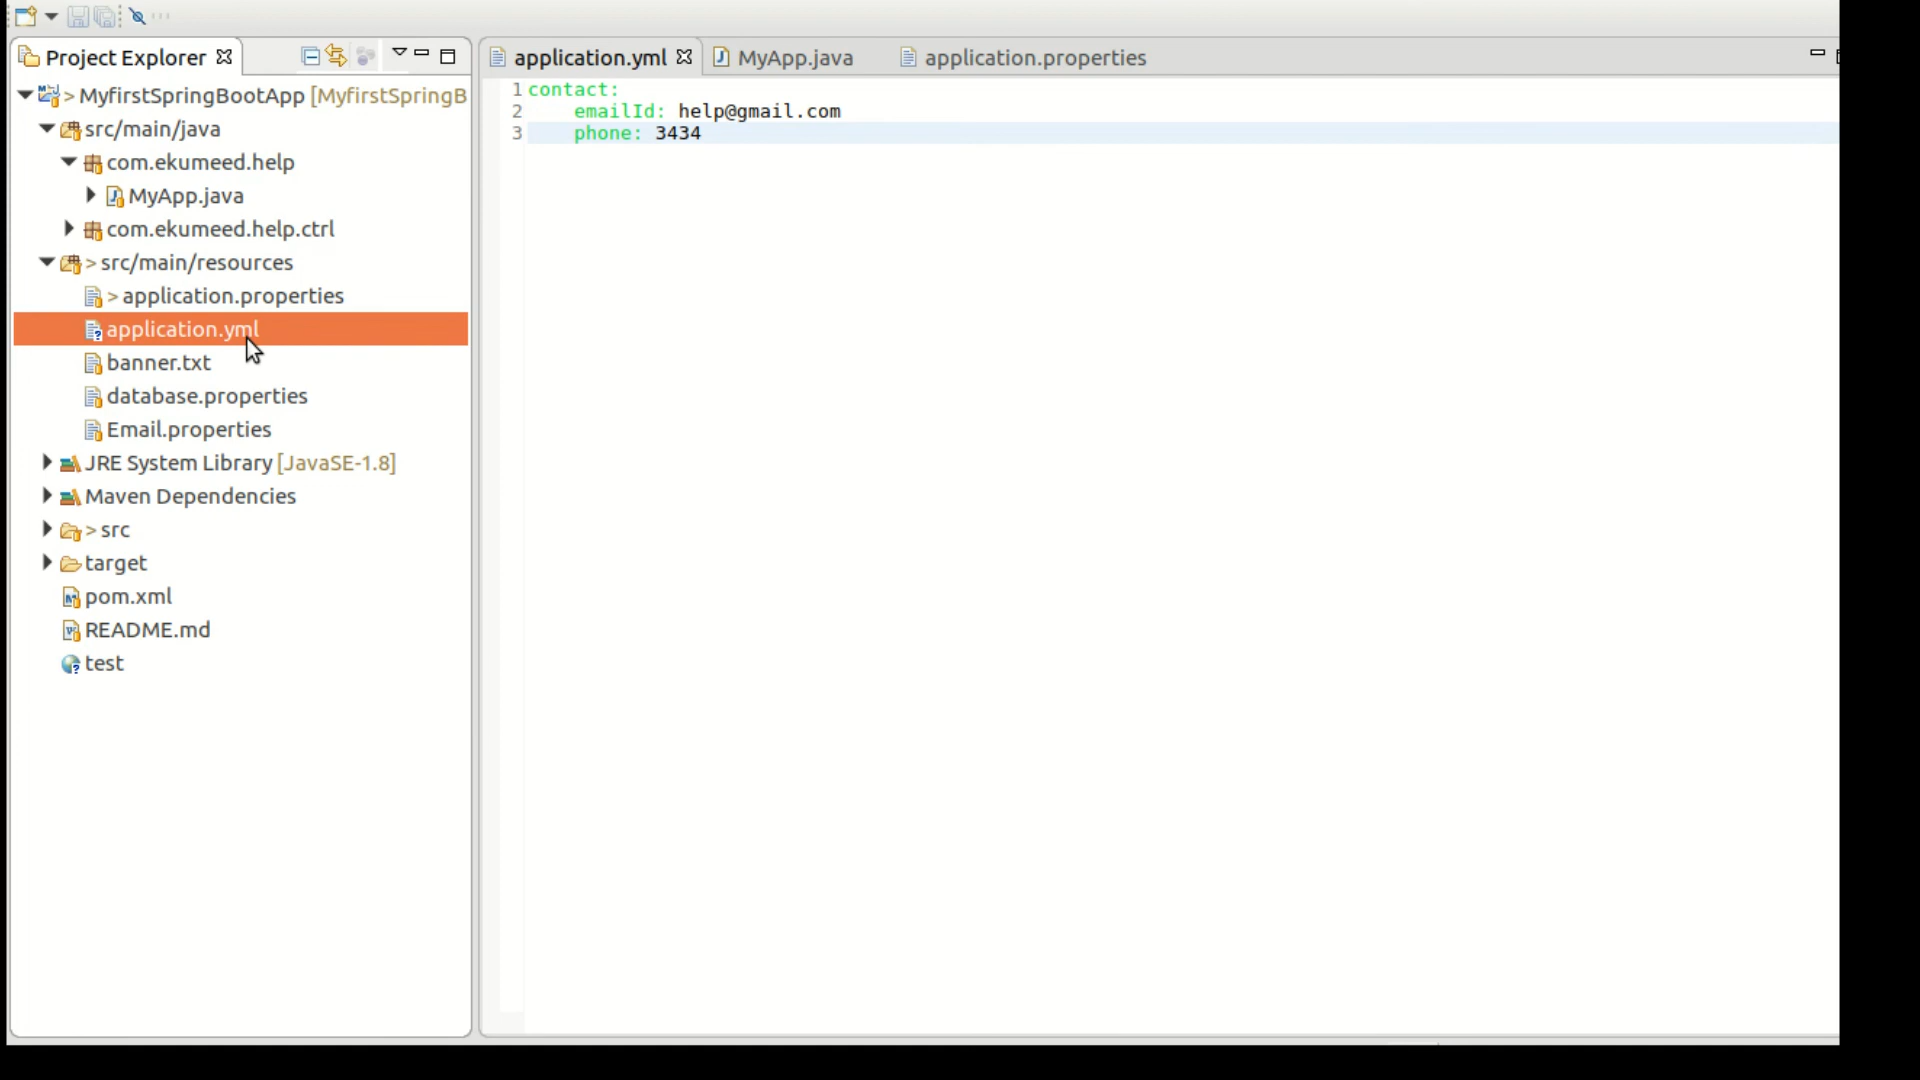 Project Explorer
> MyfirstSpringBootApp [MyfirstSpringB
src/main/java
com.ekumeed.help
MyApp.java
com.ekumeed.help.ctrl
> src/main/resources
> application.properties
application.yml
banner.txt
database.properties
Email.properties
JRE System Library [JavaSE-1.8]
Maven Dependencies
> src
target
pom.xml
README.md
test
application.yml MyApp.java application.properties
1 contact:
2 emailId: help@gmail.com
3 phone: 3434